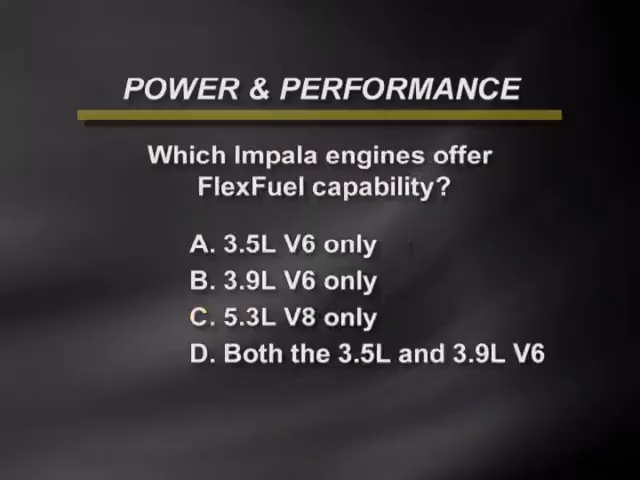 POWER & PERFORMANCE
Which Impala engines offer
FlexFuel capability?
A. 3.5L V6 only
B. 3.9L V6 only
C. 5.3L V8 only
D. Both the 3.5L and 3.9L V6